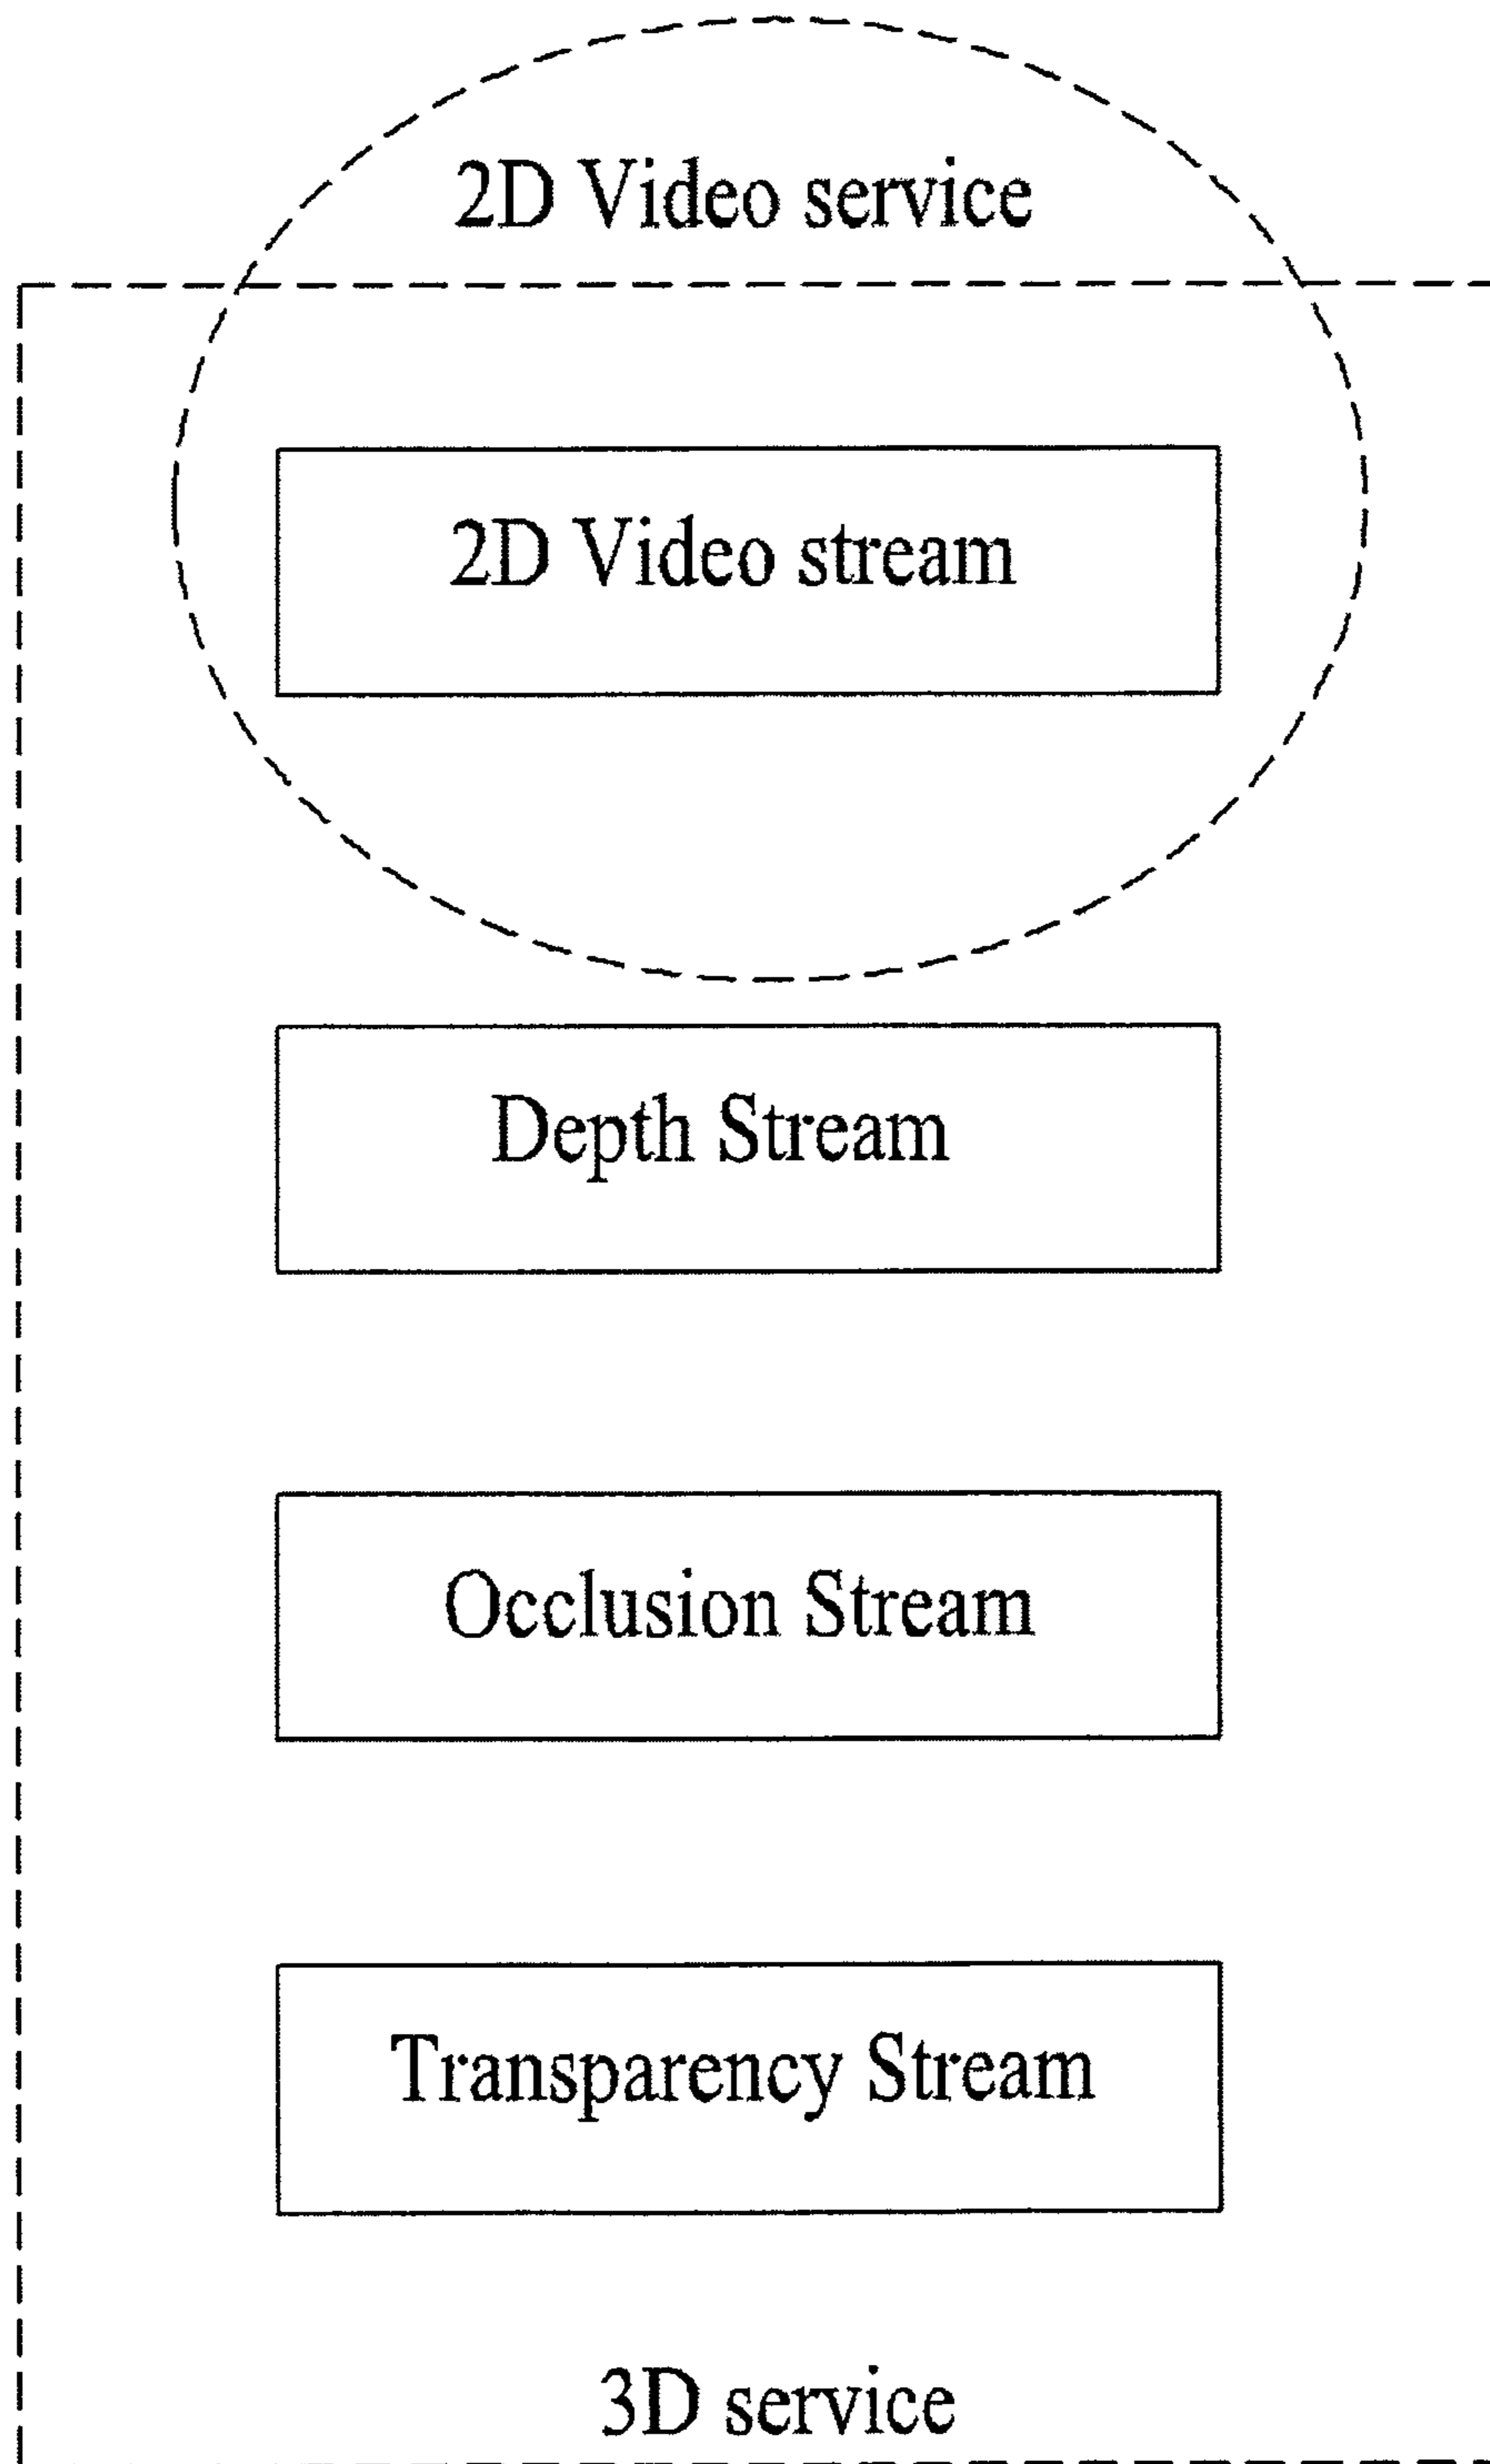 2D Video service
2D Video stream
Depth Stream
Occlusion Stream
Transparency Stream
3D service